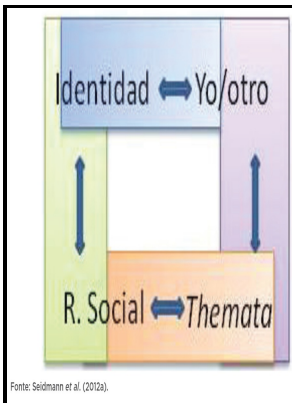 Identidad ⟺ Yo/otro
R. Social ⟺ Themata
Fonte: Seidmann et al. (2012a).